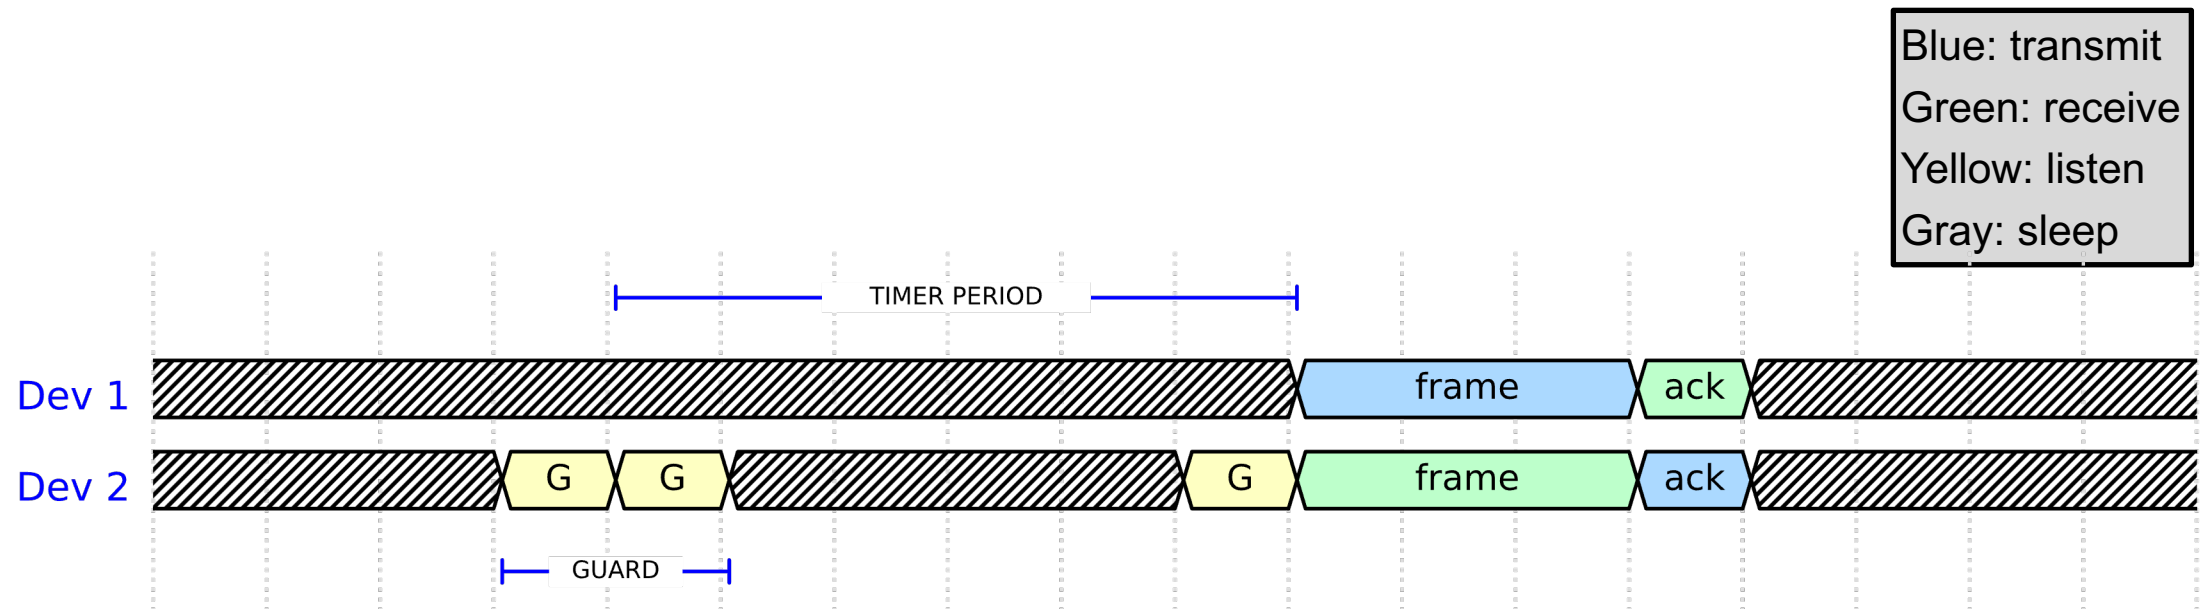 Blue: transmit
Green: receive
Yellow: listen
Gray: sleep
TIMER PERIOD
Dev 1
frame
ack
Dev 2
G
G
G
frame
ack
GUARD